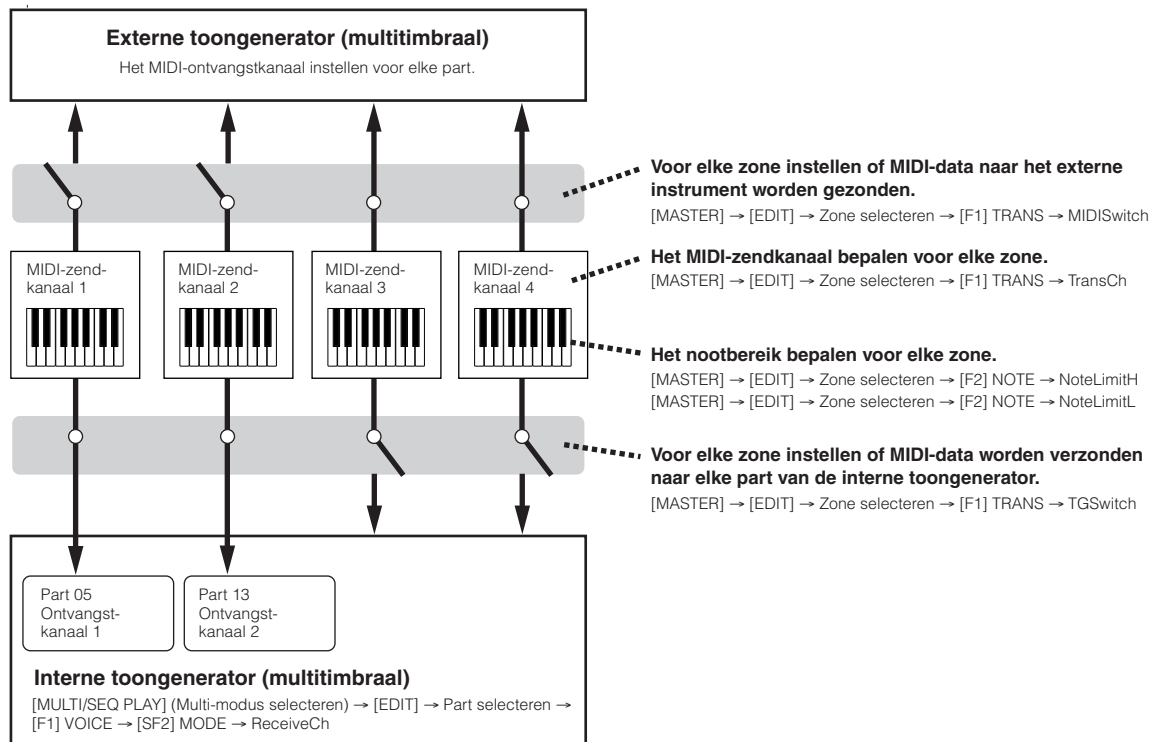 Externe toongenerator (multitimbraal)
Het MIDI-ontvangstkanaal instellen voor elke part.
Voor elke zone instellen of MIDI-data naar het externe
instrument worden gezonden.
[MASTER] → [EDIT] → Zone selecteren → [F1] TRANS → MIDISwitch
MIDI-zend-
kanaal 1
MIDI-zend-
kanaal 2
MIDI-zend-
kanaal 3
MIDI-zend-
kanaal 4
Het MIDI-zendkanaal bepalen voor elke zone.
[MASTER] → [EDIT] → Zone selecteren → [F1] TRANS → TransCh
Het nootbereik bepalen voor elke zone.
[MASTER] → [EDIT] → Zone selecteren → [F2] NOTE → NoteLimitH
[MASTER] → [EDIT] → Zone selecteren → [F2] NOTE → NoteLimitL
Voor elke zone instellen of MIDI-data worden verzonden
naar elke part van de interne toongenerator.
[MASTER] → [EDIT] → Zone selecteren → [F1] TRANS → TGSwitch
Part 05
Ontvangst-
kanaal 1
Part 13
Ontvangst-
kanaal 2
Interne toongenerator (multitimbraal)
[MULTI/SEQ PLAY] (Multi-modus selecteren) → [EDIT] → Part selecteren →
[F1] VOICE → [SF2] MODE → ReceiveCh